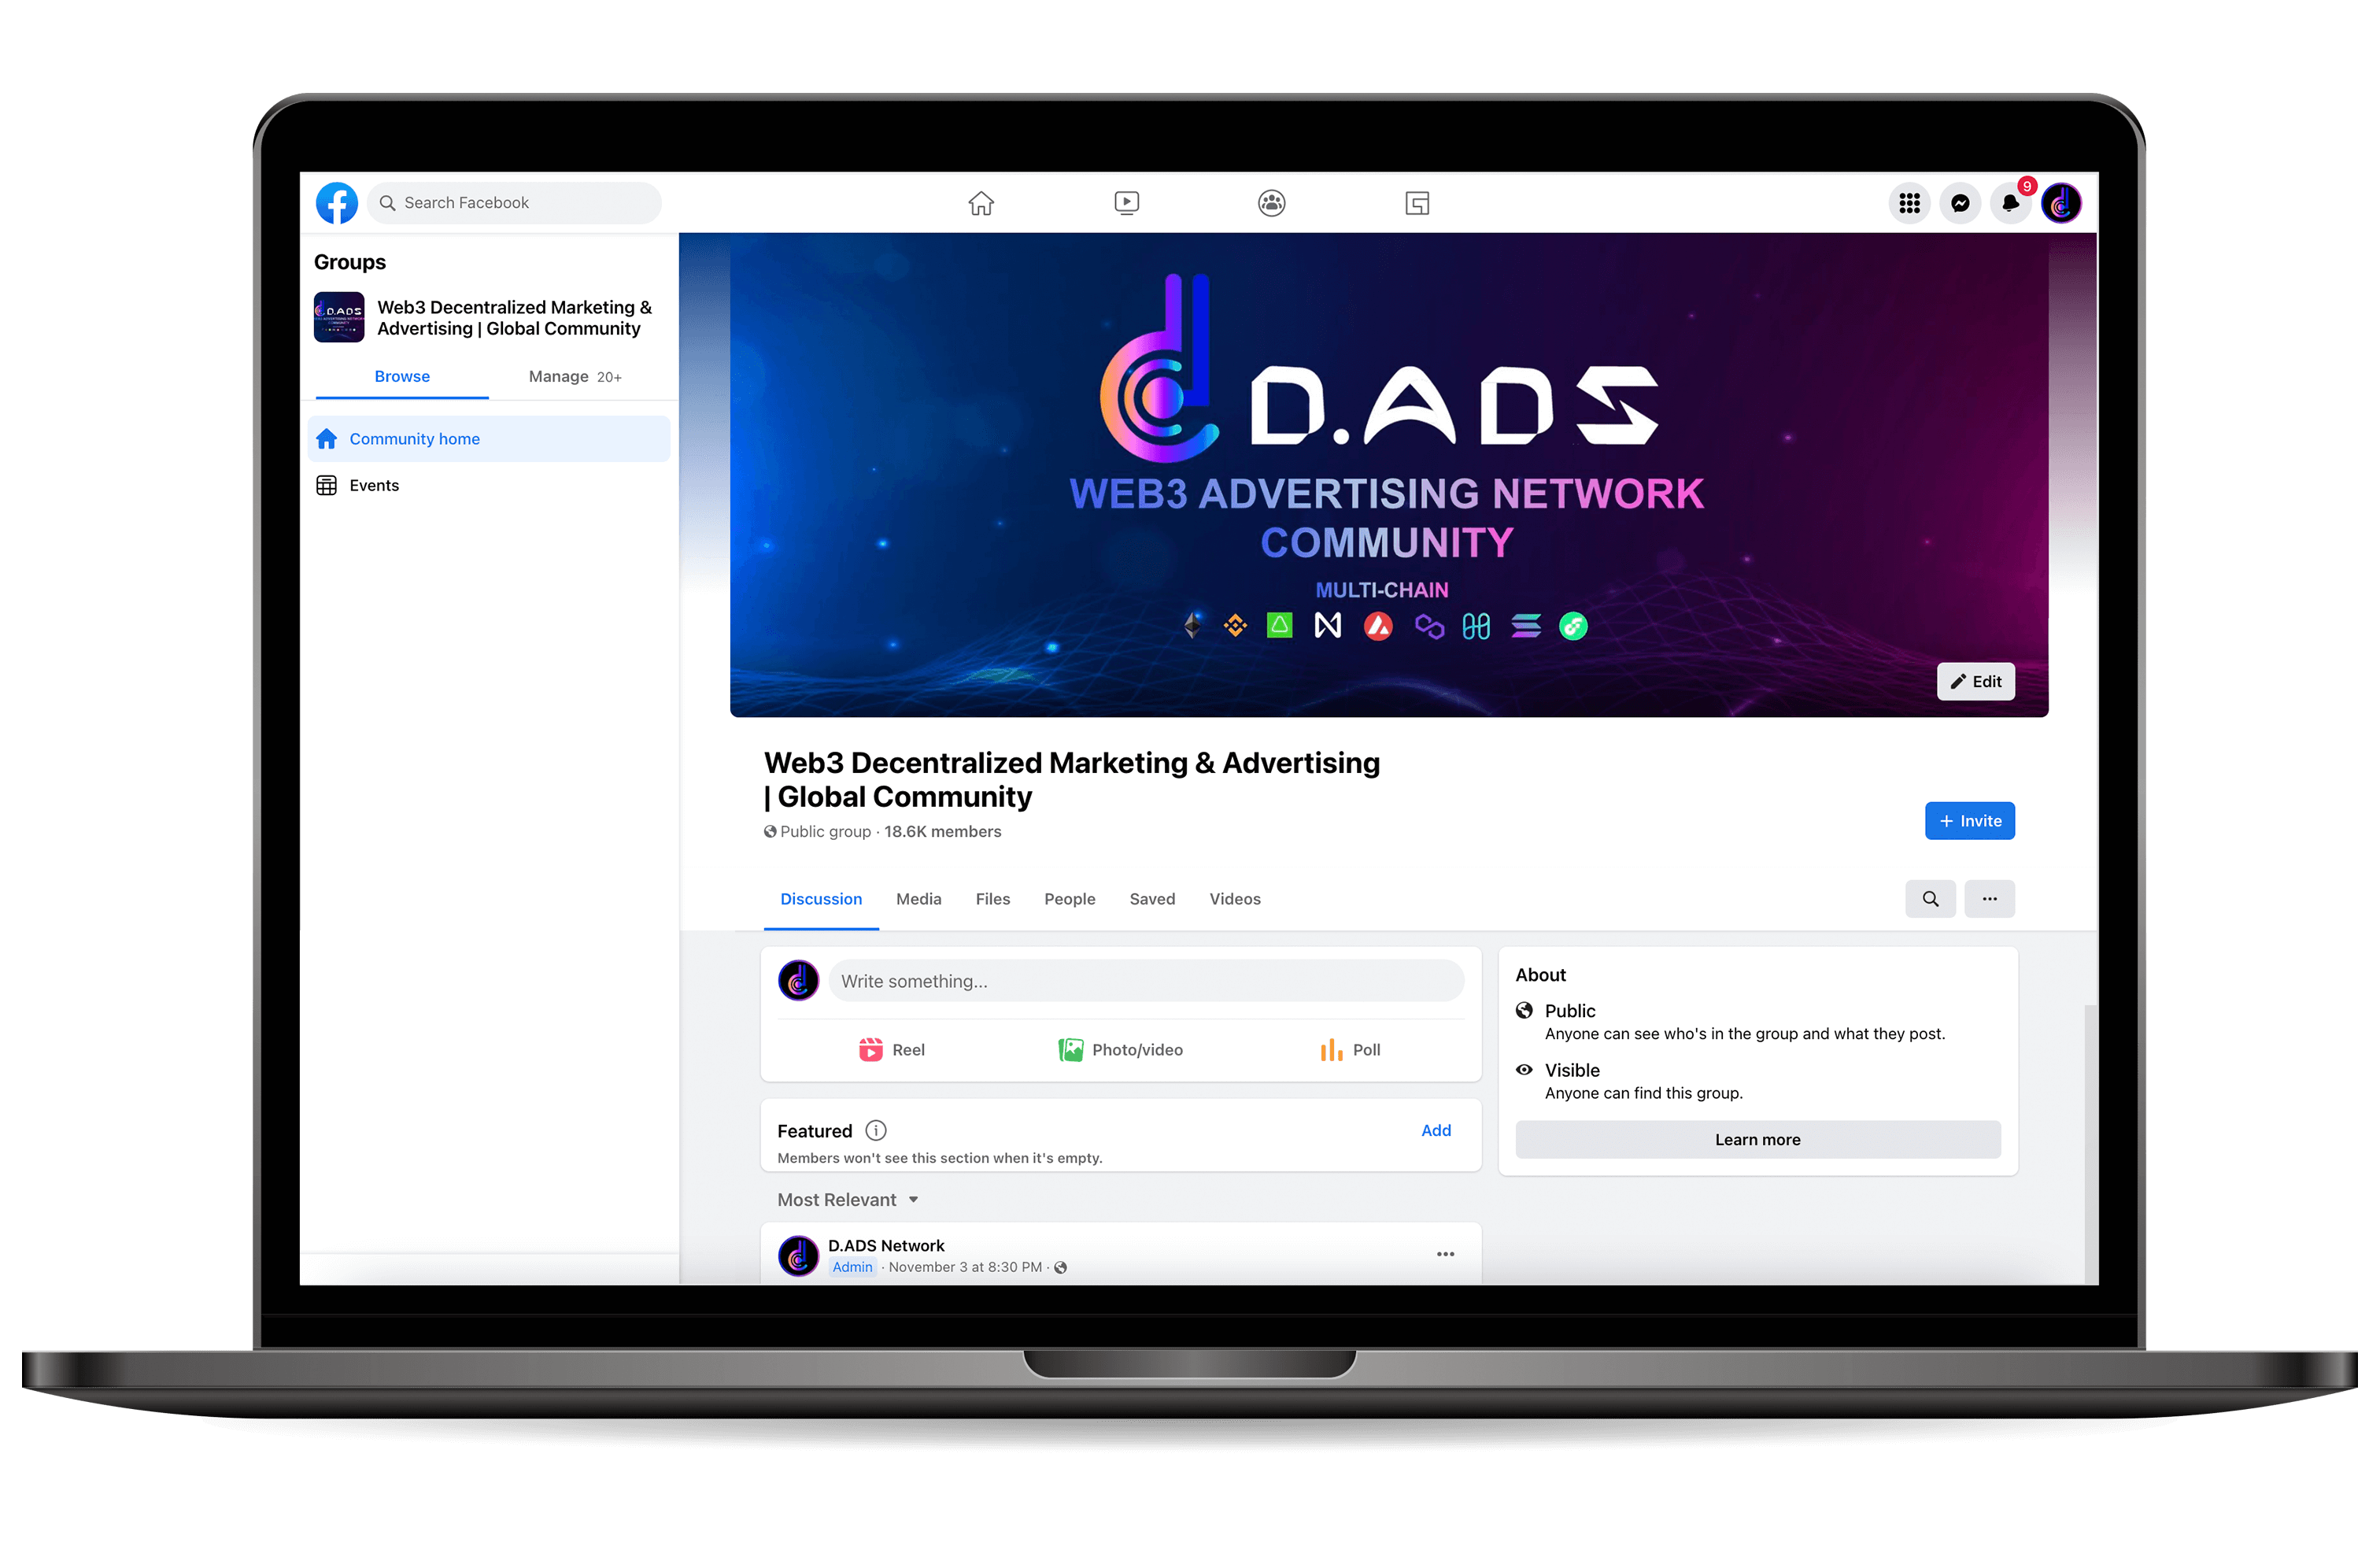 Search Facebook
9
Groups
D.ADS
Web3 Decentralized Marketing &
Advertising | Global Community
Browse
Manage 20+
Community home
Events
D.ADS
WEB3 ADVERTISING NETWORK
COMMUNITY
MULTI-CHAIN
Edit
Web3 Decentralized Marketing & Advertising
| Global Community
Public group · 18.6K members
+ Invite
Discussion
Media
Files
People
Saved
Videos
Write something...
Reel
Photo/video
Poll
Featured
Add
Members won't see this section when it's empty.
Most Relevant
D.ADS Network
Admin · November 3 at 8:30 PM ·
About
Public
Anyone can see who's in the group and what they post.
Visible
Anyone can find this group.
Learn more